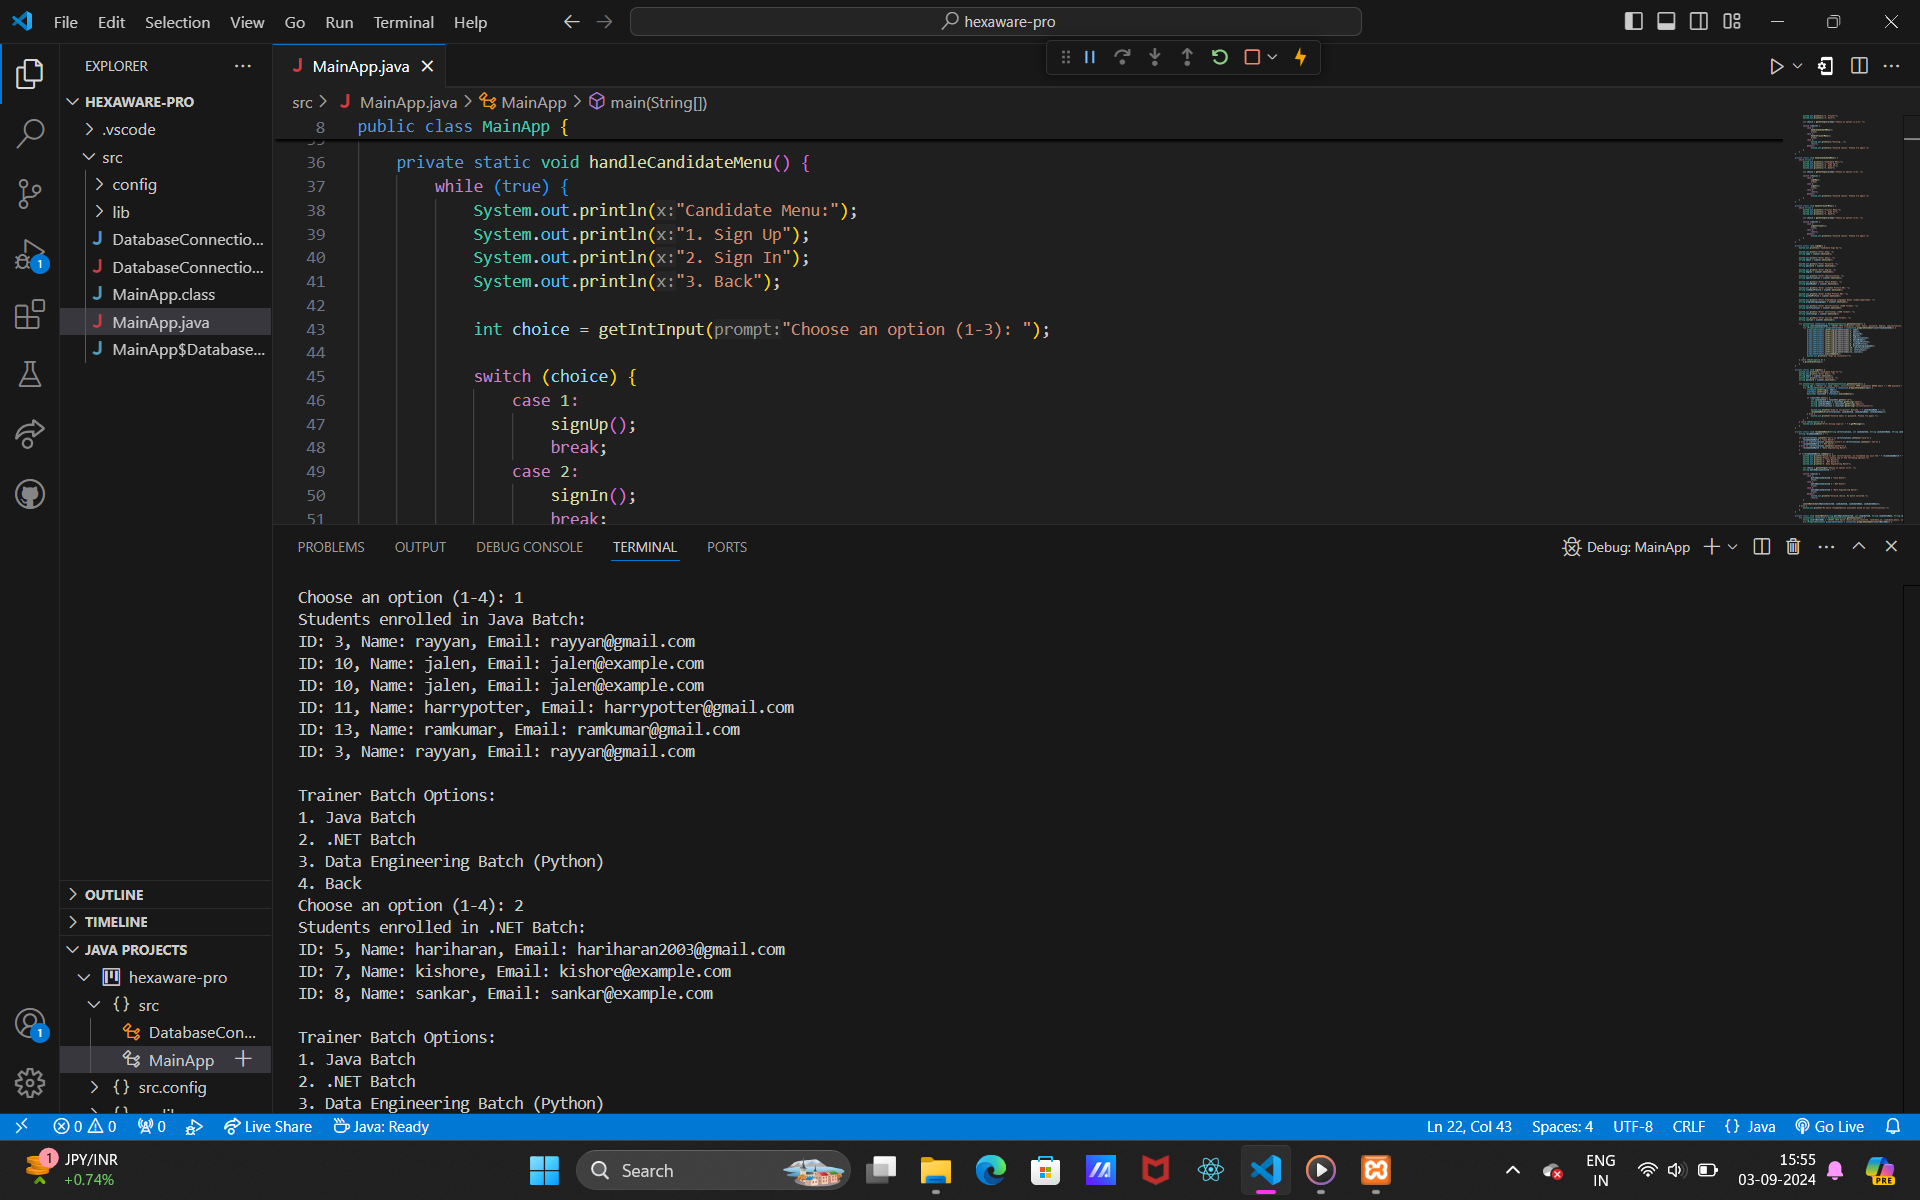 File Edit Selection View Go Run Terminal Help
hexaware-pro
EXPLORER
HEXAWARE-PRO
.vscode
src
config
lib
DatabaseConnectio...
DatabaseConnectio...
MainApp.class
MainApp.java
MainApp$Database...
OUTLINE
TIMELINE
JAVA PROJECTS
hexaware-pro
{} src
DatabaseCon...
MainApp
{} src.config
1
1
MainApp.java
src > MainApp.java > MainApp > main(String[])
8 public class MainApp {
36 private static void handleCandidateMenu() {
37 while (true) {
38 System.out.println(x:"Candidate Menu:");
39 System.out.println(x:"1. Sign Up");
40 System.out.println(x:"2. Sign In");
41 System.out.println(x:"3. Back");
42
43 int choice = getIntInput(prompt:"Choose an option (1-3): ");
44
45 switch (choice) {
46 case 1:
47 signUp();
48 break;
49 case 2:
50 signIn();
51 break;
PROBLEMS OUTPUT DEBUG CONSOLE TERMINAL PORTS
Debug: MainApp
Choose an option (1-4): 1
Students enrolled in Java Batch:
ID: 3, Name: rayyan, Email: rayyan@gmail.com
ID: 10, Name: jalen, Email: jalen@example.com
ID: 10, Name: jalen, Email: jalen@example.com
ID: 11, Name: harrypotter, Email: harrypotter@gmail.com
ID: 13, Name: ramkumar, Email: ramkumar@gmail.com
ID: 3, Name: rayyan, Email: rayyan@gmail.com
Trainer Batch Options:
1. Java Batch
2. .NET Batch
3. Data Engineering Batch (Python)
4. Back
Choose an option (1-4): 2
Students enrolled in .NET Batch:
ID: 5, Name: hariharan, Email: hariharan2003@gmail.com
ID: 7, Name: kishore, Email: kishore@example.com
ID: 8, Name: sankar, Email: sankar@example.com
Trainer Batch Options:
1. Java Batch
2. .NET Batch
3. Data Engineering Batch (Python)
0 0 0 Live Share Java: Ready
Ln 22, Col 43 Spaces: 4 UTF-8 CRLF {} Java Go Live
1
JPY/INR
+0.74%
Search
ENG
IN
15:55
03-09-2024
PRE